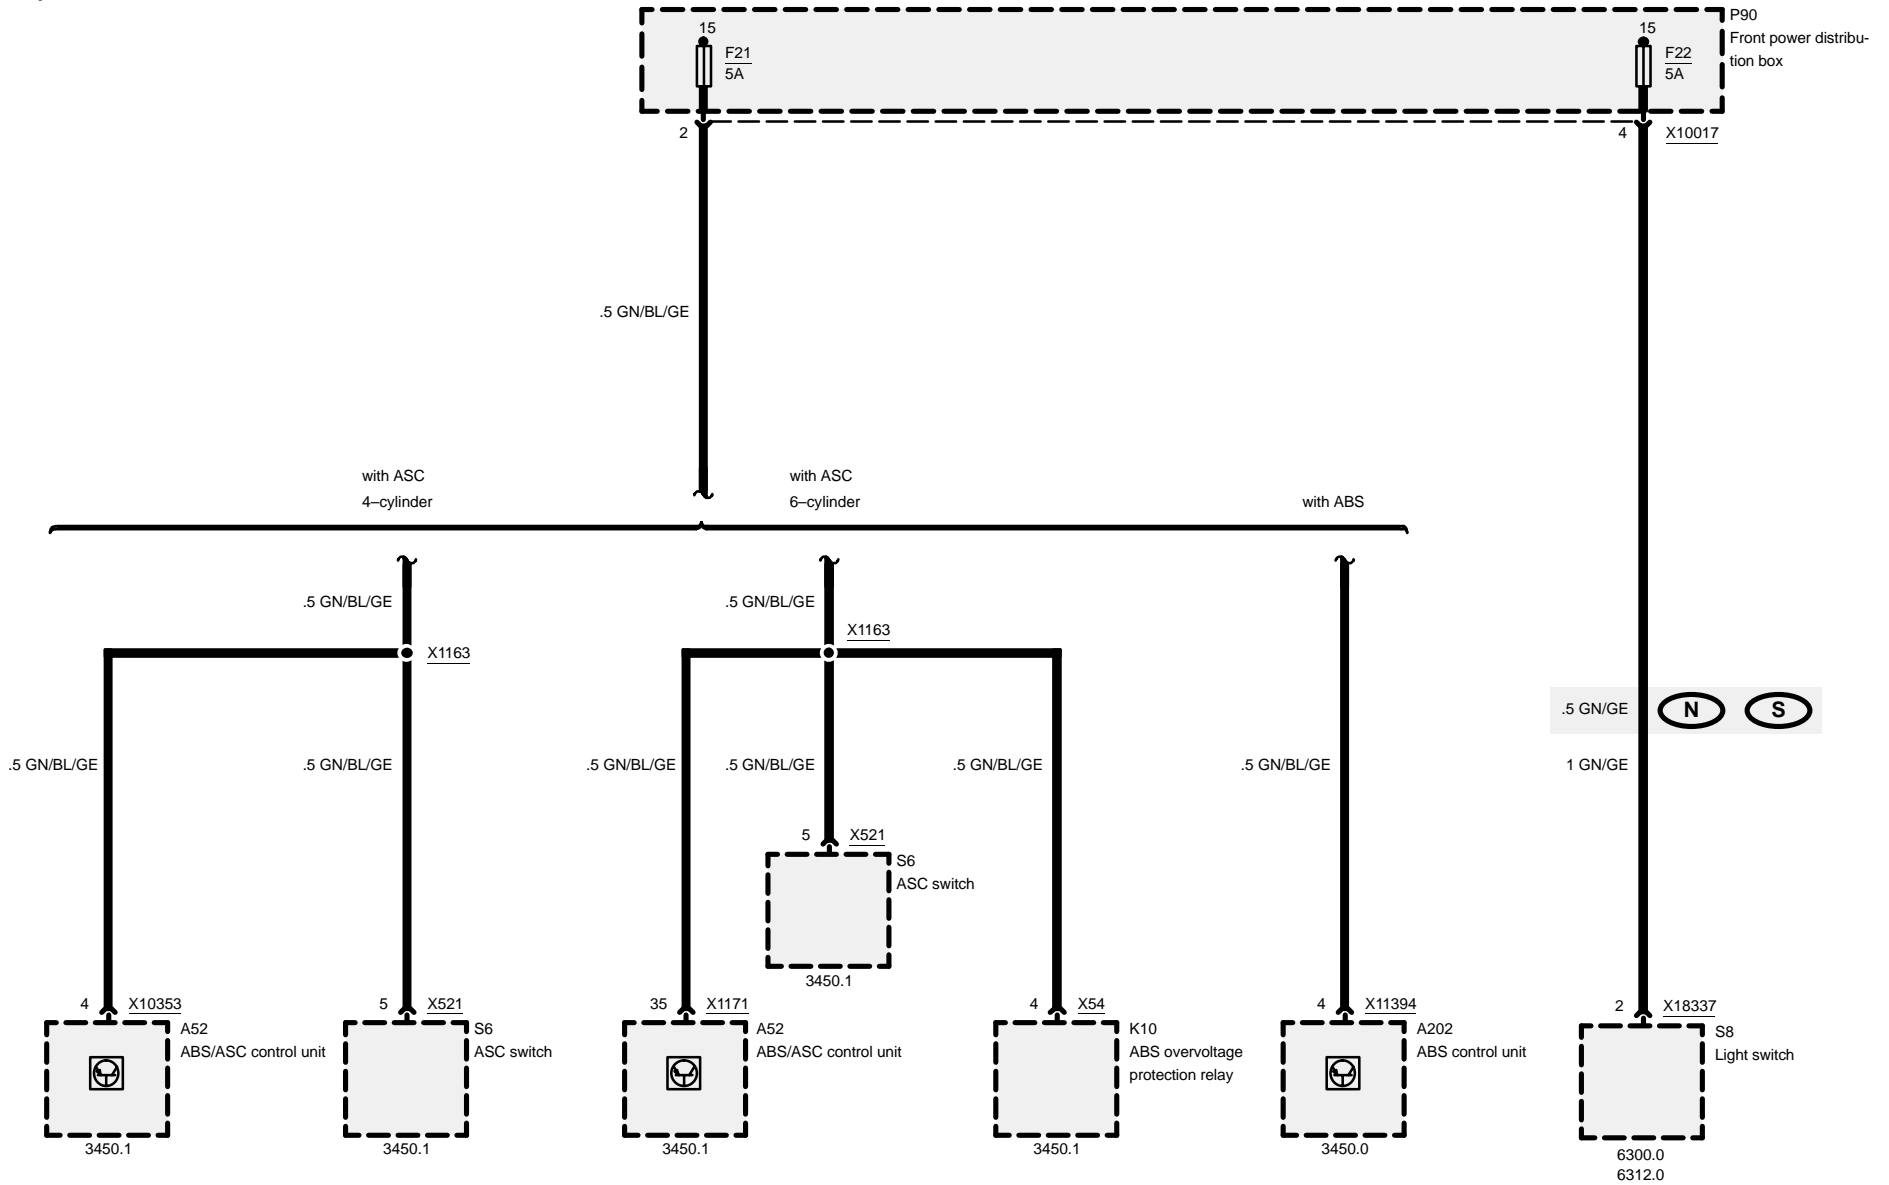 P90
Front power distribu-
tion box
15
F21
5A
15
F22
5A
2
4
X10017
.5 GN/BL/GE
with ASC
4–cylinder
with ASC
6–cylinder
with ABS
.5 GN/BL/GE
.5 GN/BL/GE
X1163
X1163
.5 GN/GE
N
S
.5 GN/BL/GE
.5 GN/BL/GE
.5 GN/BL/GE
.5 GN/BL/GE
.5 GN/BL/GE
.5 GN/BL/GE
1 GN/GE
5
X521
S6
ASC switch
3450.1
4
X10353
A52
ABS/ASC control unit
3450.1
5
X521
S6
ASC switch
3450.1
35
X1171
A52
ABS/ASC control unit
3450.1
4
X54
K10
ABS overvoltage
protection relay
3450.1
4
X11394
A202
ABS control unit
3450.0
2
X18337
S8
Light switch
6300.0
6312.0